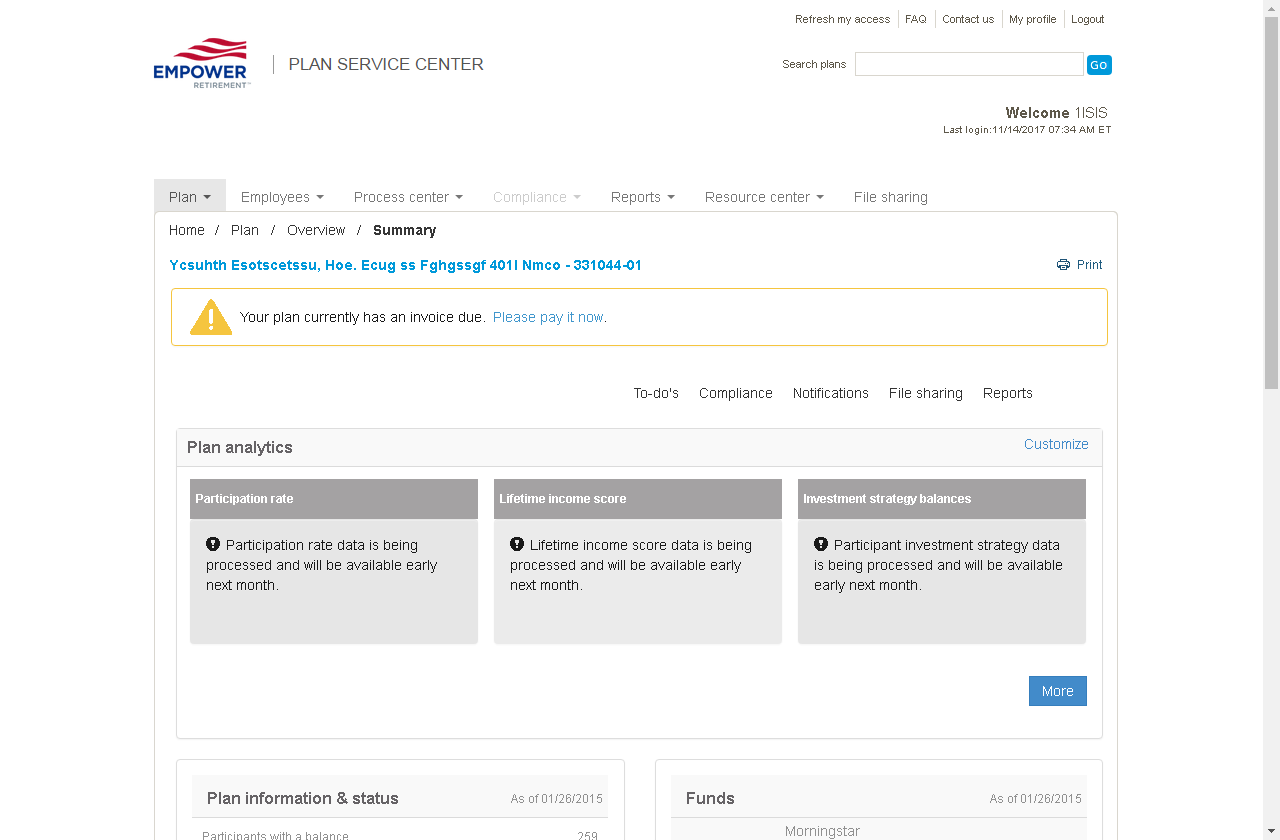 Refresh my access FAQ Contact us My profile Logout
EMPOWER
RETIREMENT
PLAN SERVICE CENTER
Search plans Go
Welcome 1ISIS
Last login:11/14/2017 07:34 AM ET
Plan Employees Process center Compliance Reports Resource center File sharing
Home / Plan / Overview / Summary
Ycsuhth Esotscetssu, Hoe. Ecug ss Fghgssgf 401l Nmco - 331044-01
Print
Your plan currently has an invoice due. Please pay it now.
To-do's Compliance Notifications File sharing Reports
Plan analytics
Customize
Participation rate
Participation rate data is being
processed and will be available early
next month.
Lifetime income score
Lifetime income score data is being
processed and will be available early
next month.
Investment strategy balances
Participant investment strategy data
is being processed and will be available
early next month.
More
Plan information & status As of 01/26/2015
Participants with a balance 259
Funds As of 01/26/2015
Morningstar